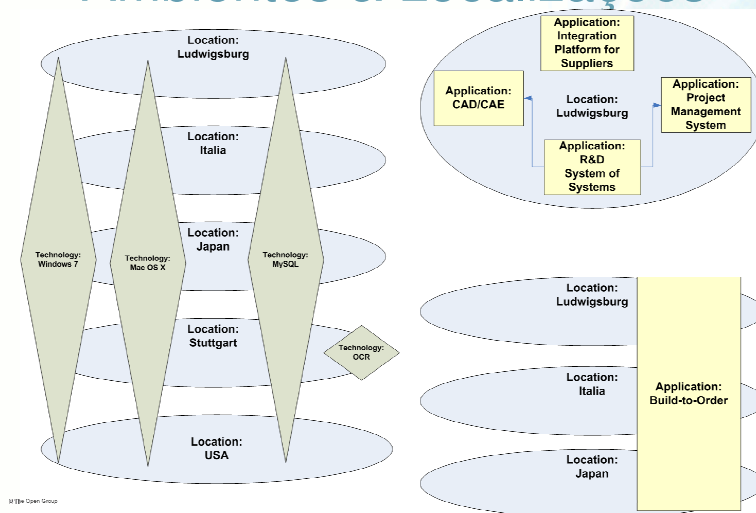 Ambientes & Localizações
Location:
Ludwigsburg
Location:
Italia
Location:
Japan
Location:
Stuttgart
Location:
USA
Technology:
Windows 7
Technology:
Mac OS X
Technology:
MySQL
Technology:
OCR
Application:
Integration
Platform for
Suppliers
Application:
CAD/CAE
Location:
Ludwigsburg
Application:
Project
Management
System
Application:
R&D
System of
Systems
Location:
Ludwigsburg
Location:
Italia
Location:
Japan
Application:
Build-to-Order
Open Group